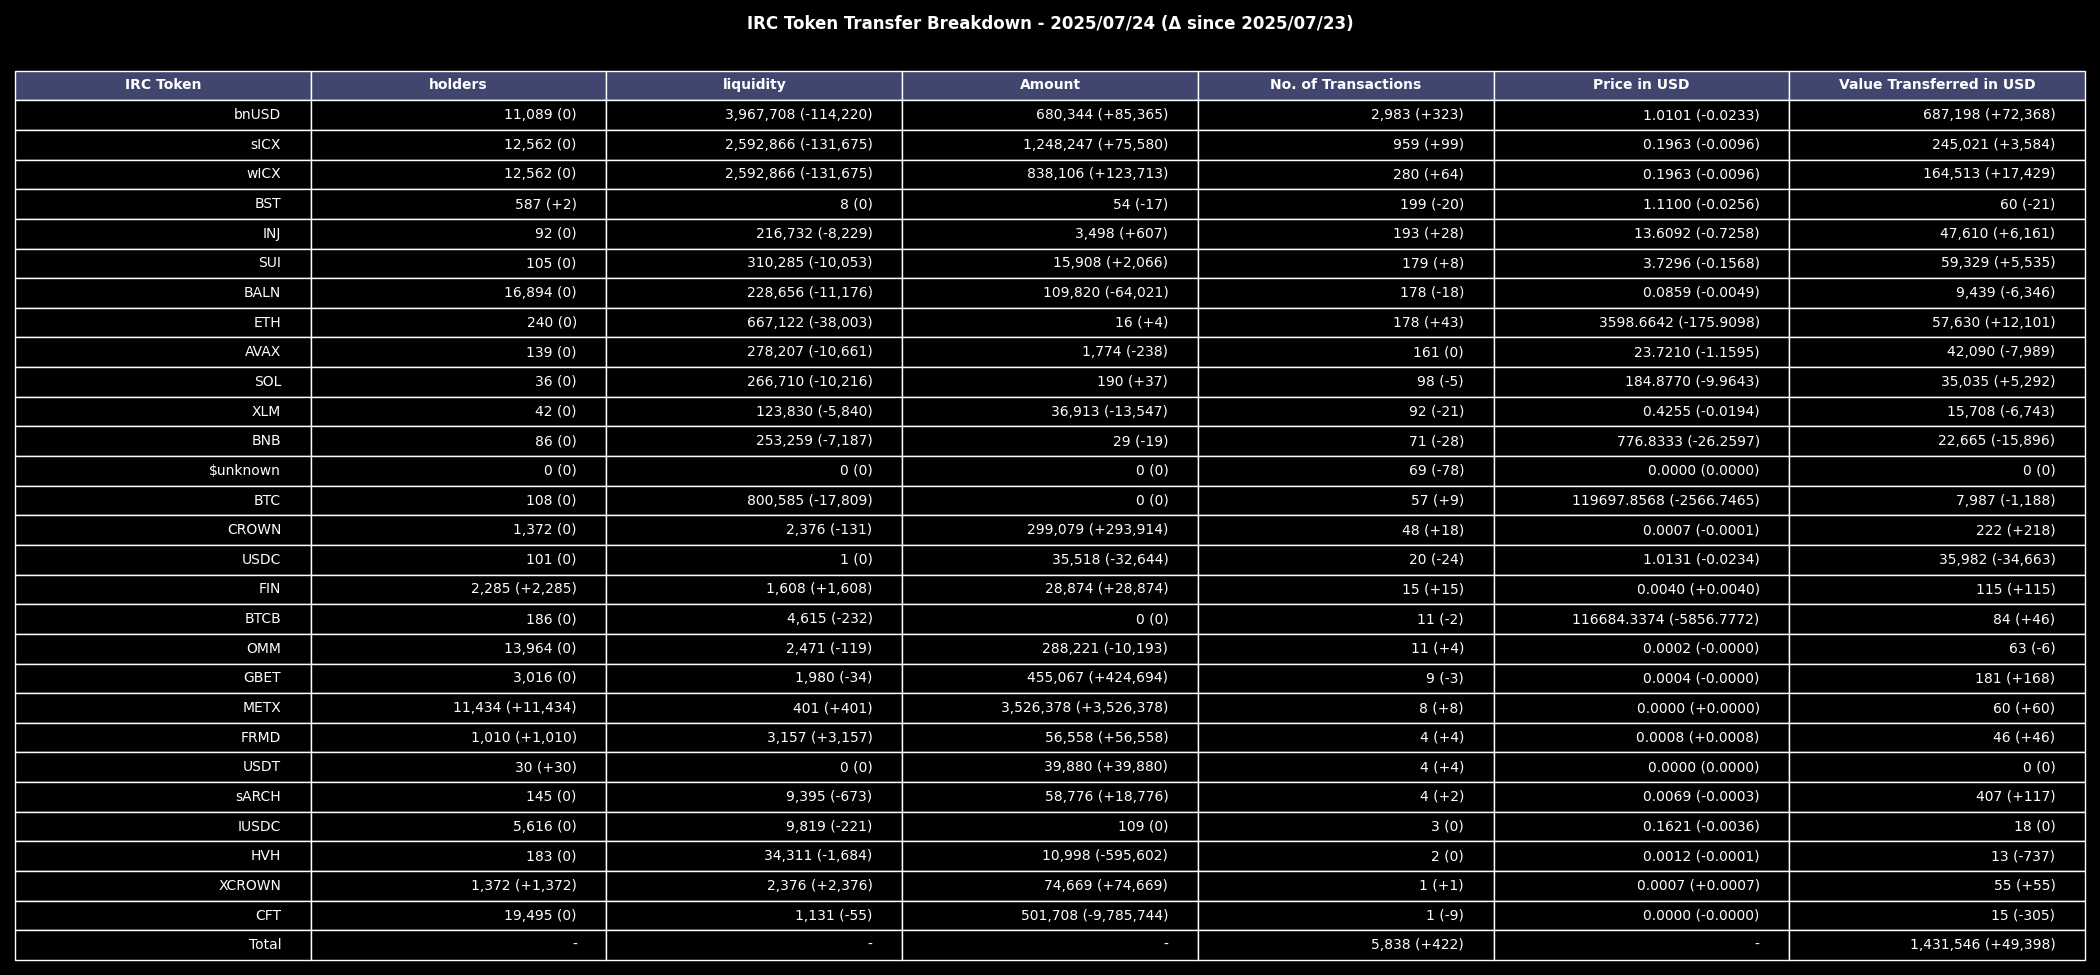 IRC Token Transfer Breakdown - 2025/07/24 (Δ since 2025/07/23)
IRC Token holders liquidity Amount No. of Transactions Price in USD Value Transferred in USD
bnUSD 11,089 (0) 3,967,708 (-114,220) 680,344 (+85,365) 2,983 (+323) 1.0101 (-0.0233) 687,198 (+72,368)
sICX 12,562 (0) 2,592,866 (-131,675) 1,248,247 (+75,580) 959 (+99) 0.1963 (-0.0096) 245,021 (+3,584)
wICX 12,562 (0) 2,592,866 (-131,675) 838,106 (+123,713) 280 (+64) 0.1963 (-0.0096) 164,513 (+17,429)
BST 587 (+2) 8 (0) 54 (-17) 199 (-20) 1.1100 (-0.0256) 60 (-21)
INJ 92 (0) 216,732 (-8,229) 3,498 (+607) 193 (+28) 13.6092 (-0.7258) 47,610 (+6,161)
SUI 105 (0) 310,285 (-10,053) 15,908 (+2,066) 179 (+8) 3.7296 (-0.1568) 59,329 (+5,535)
BALN 16,894 (0) 228,656 (-11,176) 109,820 (-64,021) 178 (-18) 0.0859 (-0.0049) 9,439 (-6,346)
ETH 240 (0) 667,122 (-38,003) 16 (+4) 178 (+43) 3598.6642 (-175.9098) 57,630 (+12,101)
AVAX 139 (0) 278,207 (-10,661) 1,774 (-238) 161 (0) 23.7210 (-1.1595) 42,090 (-7,989)
SOL 36 (0) 266,710 (-10,216) 190 (+37) 98 (-5) 184.8770 (-9.9643) 35,035 (+5,292)
XLM 42 (0) 123,830 (-5,840) 36,913 (-13,547) 92 (-21) 0.4255 (-0.0194) 15,708 (-6,743)
BNB 86 (0) 253,259 (-7,187) 29 (-19) 71 (-28) 776.8333 (-26.2597) 22,665 (-15,896)
$unknown 0 (0) 0 (0) 0 (0) 69 (-78) 0.0000 (0.0000) 0 (0)
BTC 108 (0) 800,585 (-17,809) 0 (0) 57 (+9) 119697.8568 (-2566.7465) 7,987 (-1,188)
CROWN 1,372 (0) 2,376 (-131) 299,079 (+293,914) 48 (+18) 0.0007 (-0.0001) 222 (+218)
USDC 101 (0) 1 (0) 35,518 (-32,644) 20 (-24) 1.0131 (-0.0234) 35,982 (-34,663)
FIN 2,285 (+2,285) 1,608 (+1,608) 28,874 (+28,874) 15 (+15) 0.0040 (+0.0040) 115 (+115)
BTCB 186 (0) 4,615 (-232) 0 (0) 11 (-2) 116684.3374 (-5856.7772) 84 (+46)
OMM 13,964 (0) 2,471 (-119) 288,221 (-10,193) 11 (+4) 0.0002 (-0.0000) 63 (-6)
GBET 3,016 (0) 1,980 (-34) 455,067 (+424,694) 9 (-3) 0.0004 (-0.0000) 181 (+168)
METX 11,434 (+11,434) 401 (+401) 3,526,378 (+3,526,378) 8 (+8) 0.0000 (+0.0000) 60 (+60)
FRMD 1,010 (+1,010) 3,157 (+3,157) 56,558 (+56,558) 4 (+4) 0.0008 (+0.0008) 46 (+46)
USDT 30 (+30) 0 (0) 39,880 (+39,880) 4 (+4) 0.0000 (0.0000) 0 (0)
sARCH 145 (0) 9,395 (-673) 58,776 (+18,776) 4 (+2) 0.0069 (-0.0003) 407 (+117)
IUSDC 5,616 (0) 9,819 (-221) 109 (0) 3 (0) 0.1621 (-0.0036) 18 (0)
HVH 183 (0) 34,311 (-1,684) 10,998 (-595,602) 2 (0) 0.0012 (-0.0001) 13 (-737)
XCROWN 1,372 (+1,372) 2,376 (+2,376) 74,669 (+74,669) 1 (+1) 0.0007 (+0.0007) 55 (+55)
CFT 19,495 (0) 1,131 (-55) 501,708 (-9,785,744) 1 (-9) 0.0000 (-0.0000) 15 (-305)
Total - - - 5,838 (+422) - 1,431,546 (+49,398)